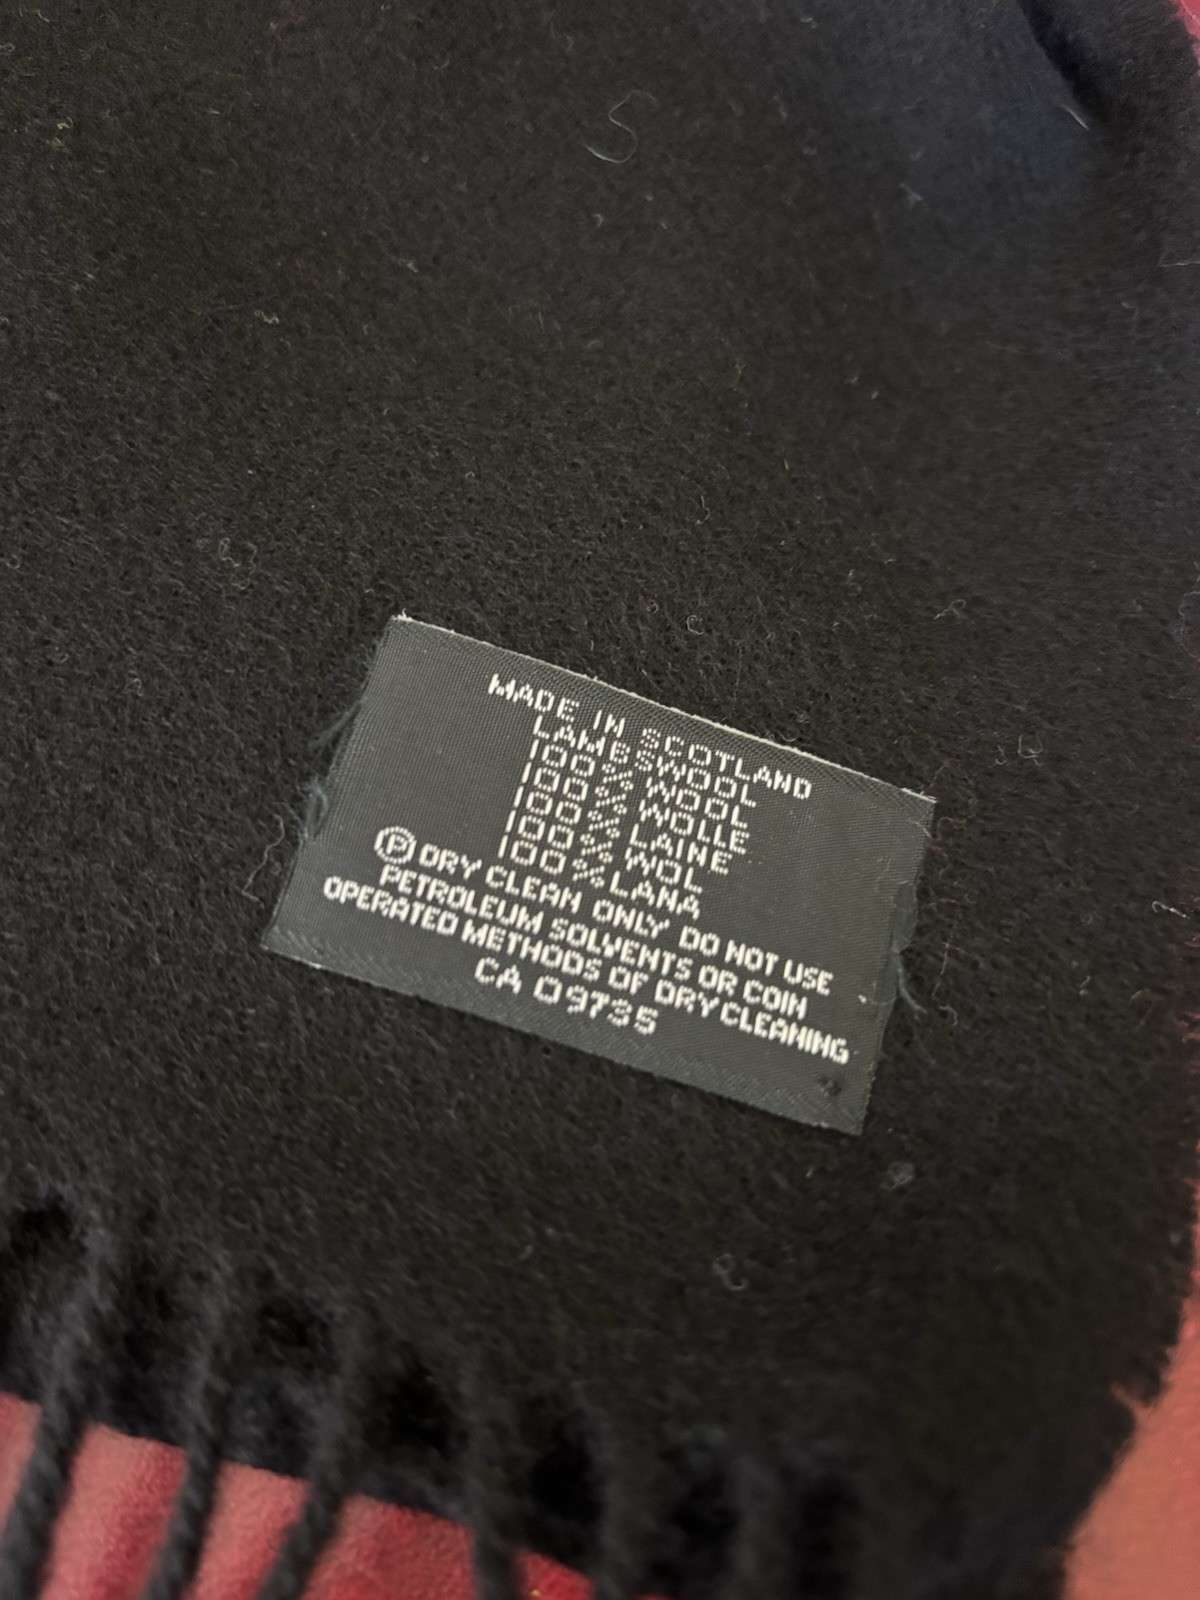 MADE IN SCOTLAND
LAMBSWOOL
100% WOOL
100% WOLLE
100% LAINE
100% WOL
100% LANA
Ⓟ DRY CLEAN ONLY DO NOT USE
PETROLEUM SOLVENTS OR COIN
OPERATED METHODS OF DRY CLEANING
CA 09735